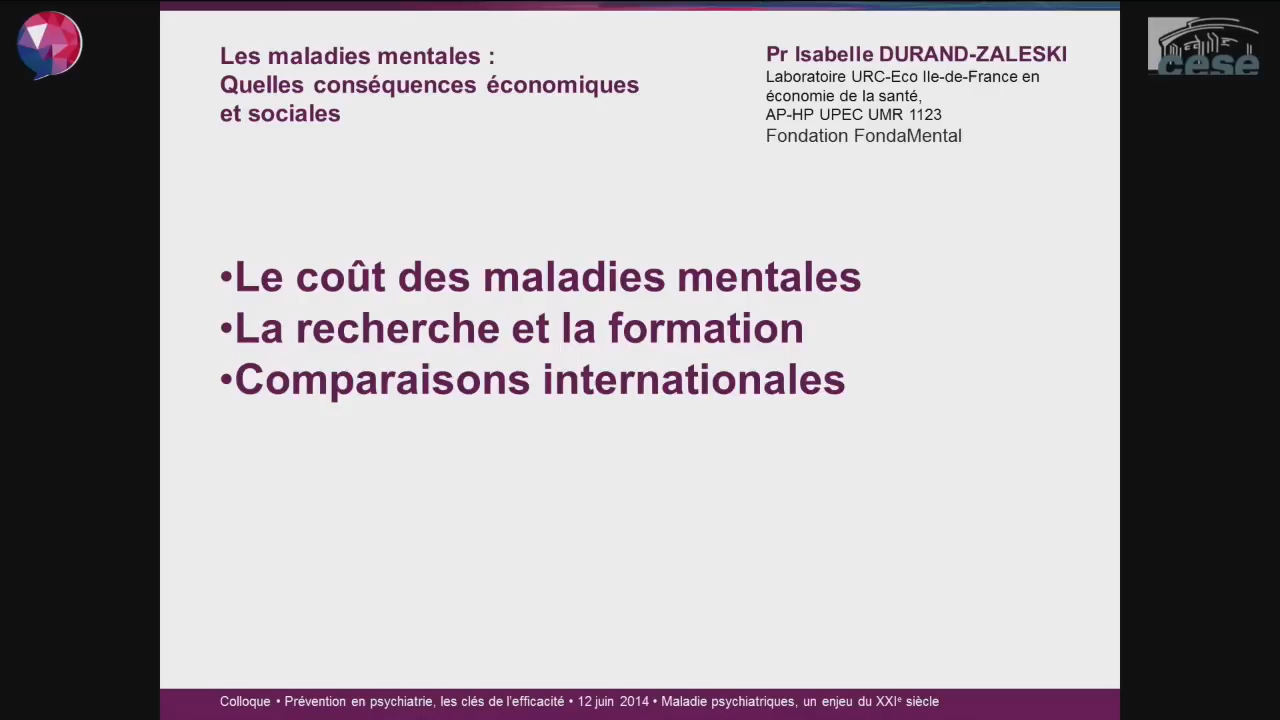 Les maladies mentales :
Quelles conséquences économiques
et sociales
Pr Isabelle DURAND-ZALESKI
Laboratoire URC-Eco Ile-de-France en
économie de la santé,
AP-HP UPEC UMR 1123
Fondation FondaMental
cese
•Le coût des maladies mentales
•La recherche et la formation
•Comparaisons internationales
Colloque • Prévention en psychiatrie, les clés de l'efficacité • 12 juin 2014 • Maladie psychiatriques, un enjeu du XXIe siècle